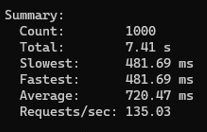 Summary:
Count: 1000
Total: 7.41 s
Slowest: 481.69 ms
Fastest: 481.69 ms
Average: 720.47 ms
Requests/sec: 135.03